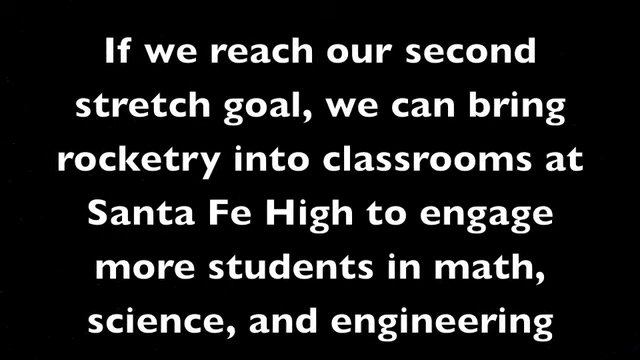 If we reach our second
stretch goal, we can bring
rocketry into classrooms at
Santa Fe High to engage
more students in math,
science, and engineering